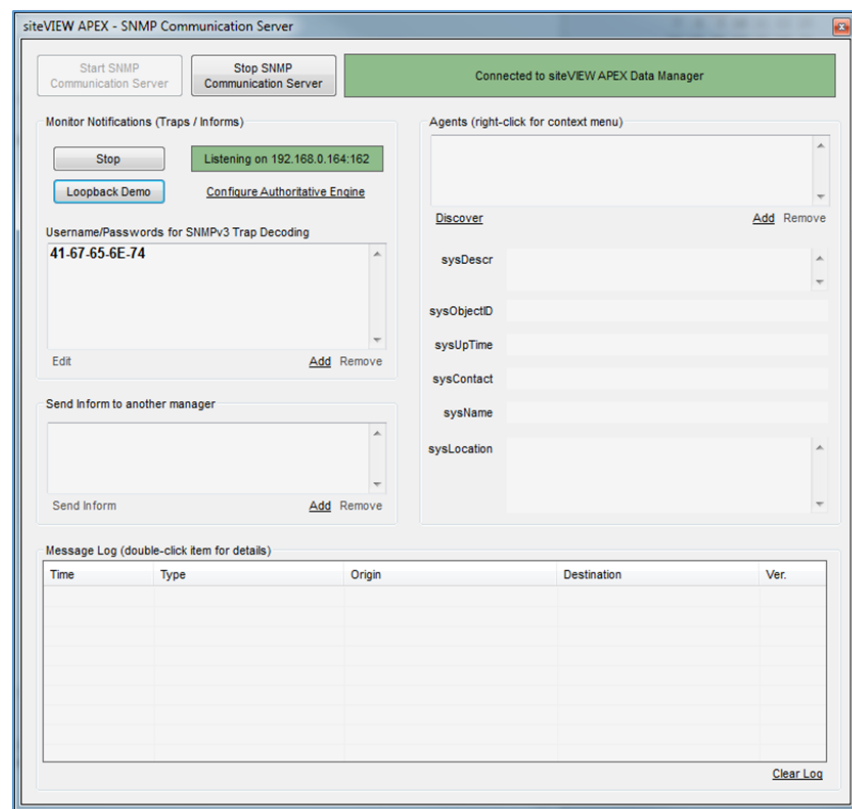 siteVIEW APEX - SNMP Communication Server
Start SNMP
Communication Server
Stop SNMP
Communication Server
Connected to siteVIEW APEX Data Manager
Monitor Notifications (Traps / Informs)
Stop
Listening on 192.168.0.164:162
Loopback Demo
Configure Authoritative Engine
Username/Passwords for SNMPv3 Trap Decoding
41-67-65-6E-74
Edit
Add Remove
Send Inform to another manager
Send Inform
Add Remove
Agents (right-click for context menu)
Discover
Add Remove
sysDescr
sysObjectID
sysUpTime
sysContact
sysName
sysLocation
Message Log (double-click item for details)
Time Type Origin Destination Ver.
Clear Log